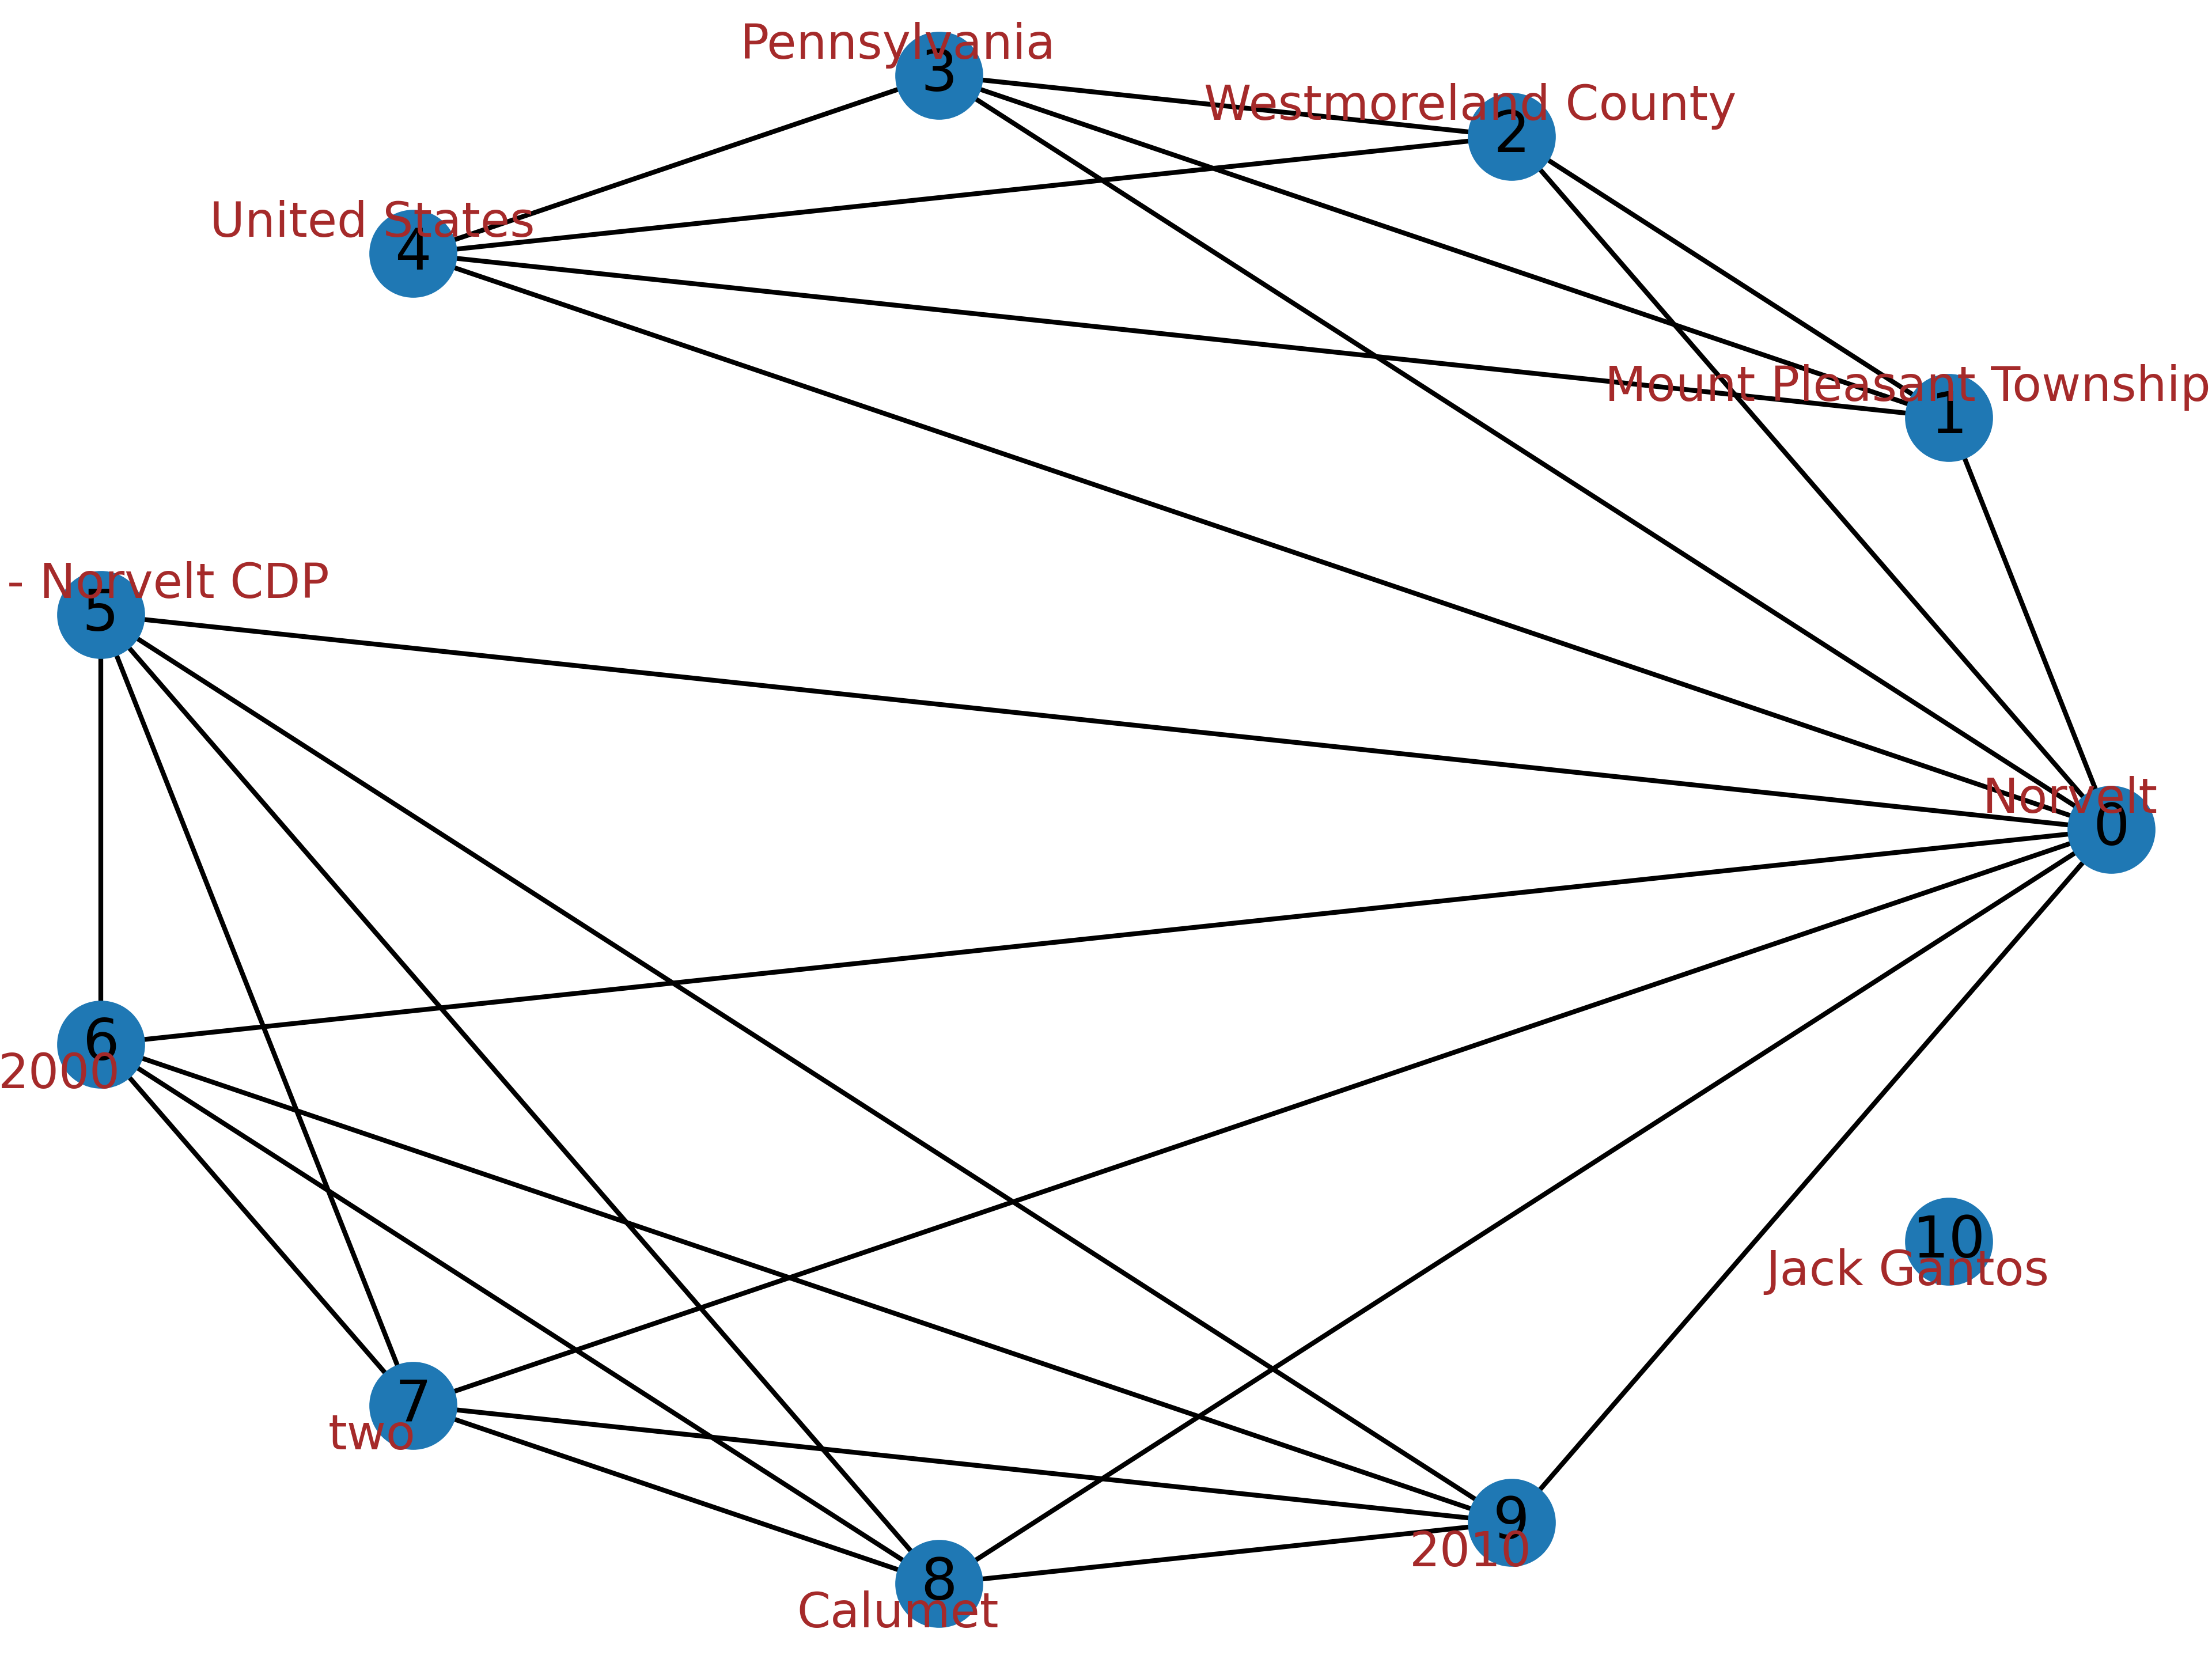 Pennsylvania
3
Westmoreland County
2
United States
4
Mount Pleasant Township
1
- Norvelt CDP
5
Norvelt
0
6
2000
10
Jack Gantos
7
two
9
2010
8
Calumet